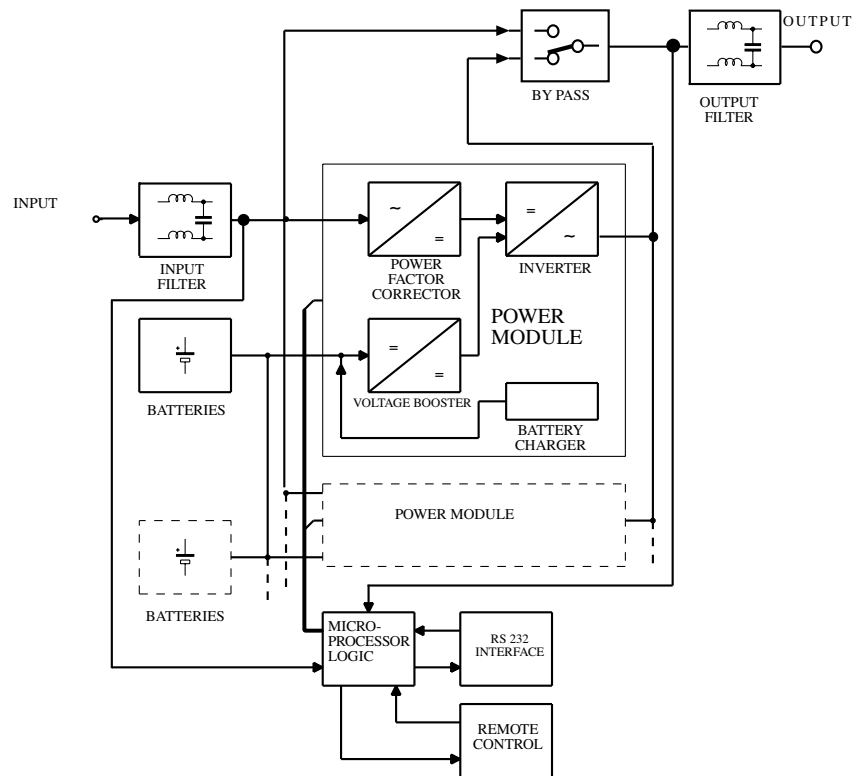 OUTPUT
BY PASS
OUTPUT
FILTER
INPUT
INPUT
FILTER
~
=
POWER
FACTOR
CORRECTOR
=
~
INVERTER
POWER
MODULE
+
BATTERIES
=
=
VOLTAGE BOOSTER
BATTERY
CHARGER
POWER MODULE
+
BATTERIES
MICRO-
PROCESSOR
LOGIC
RS 232
INTERFACE
REMOTE
CONTROL